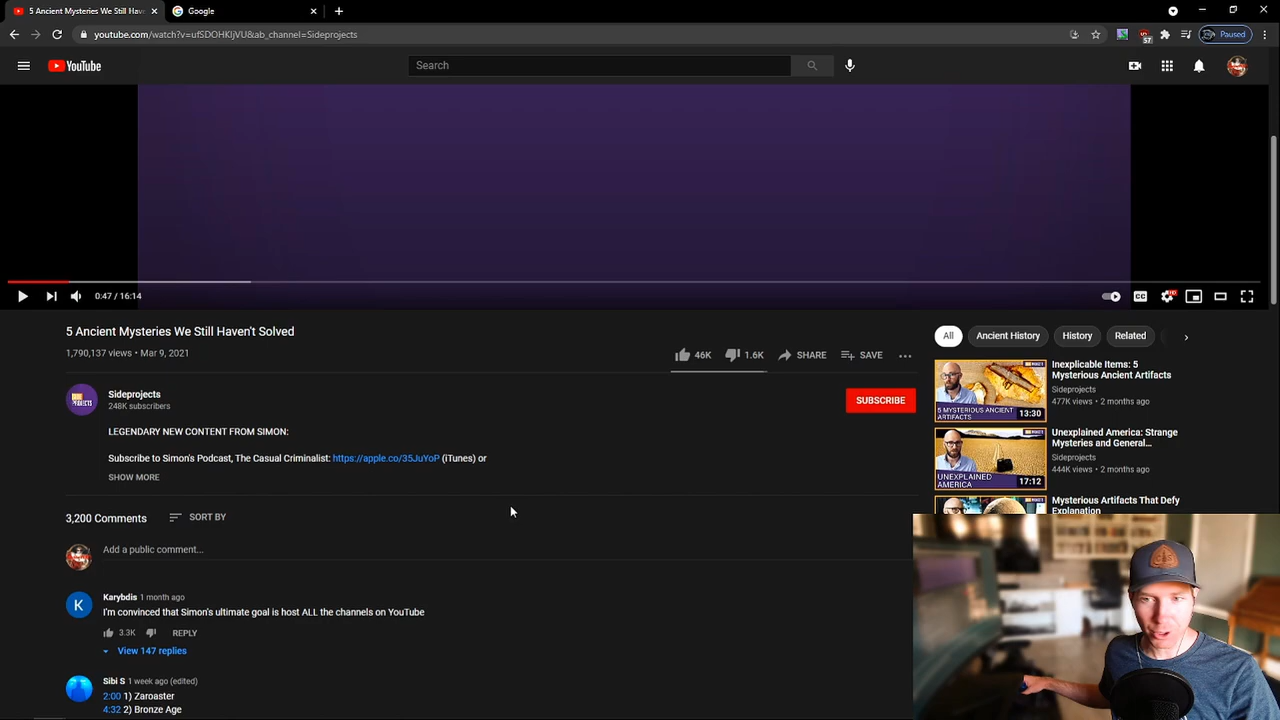 5 Ancient Mysteries We Still Hav
Google
youtube.com/watch?v=ufSDOHKIjVU&ab_channel=Sideprojects
57
Paused
YouTube
Search
0:47 / 16:14
CC
5 Ancient Mysteries We Still Haven't Solved
1,790,137 views • Mar 9, 2021
46K
1.6K
SHARE
SAVE
Sideprojects
248K subscribers
SUBSCRIBE
LEGENDARY NEW CONTENT FROM SIMON:
Subscribe to Simon's Podcast, The Casual Criminalist: https://apple.co/35JuYoP (iTunes) or
SHOW MORE
3,200 Comments
SORT BY
Add a public comment...
Karybdis 1 month ago
I'm convinced that Simon's ultimate goal is host ALL the channels on YouTube
3.3K
REPLY
View 147 replies
Sibi S 1 week ago (edited)
2:00 1) Zaroaster
4:32 2) Bronze Age
All
Ancient History
History
Related
Inexplicable Items: 5
Mysterious Ancient Artifacts
Sideprojects
477K views • 2 months ago
5 MYSTERIOUS ANCIENT
ARTIFACTS
13:30
Unexplained America: Strange
Mysteries and General...
Sideprojects
444K views • 2 months ago
UNEXPLAINED
AMERICA
17:12
Mysterious Artifacts That Defy
Explanation